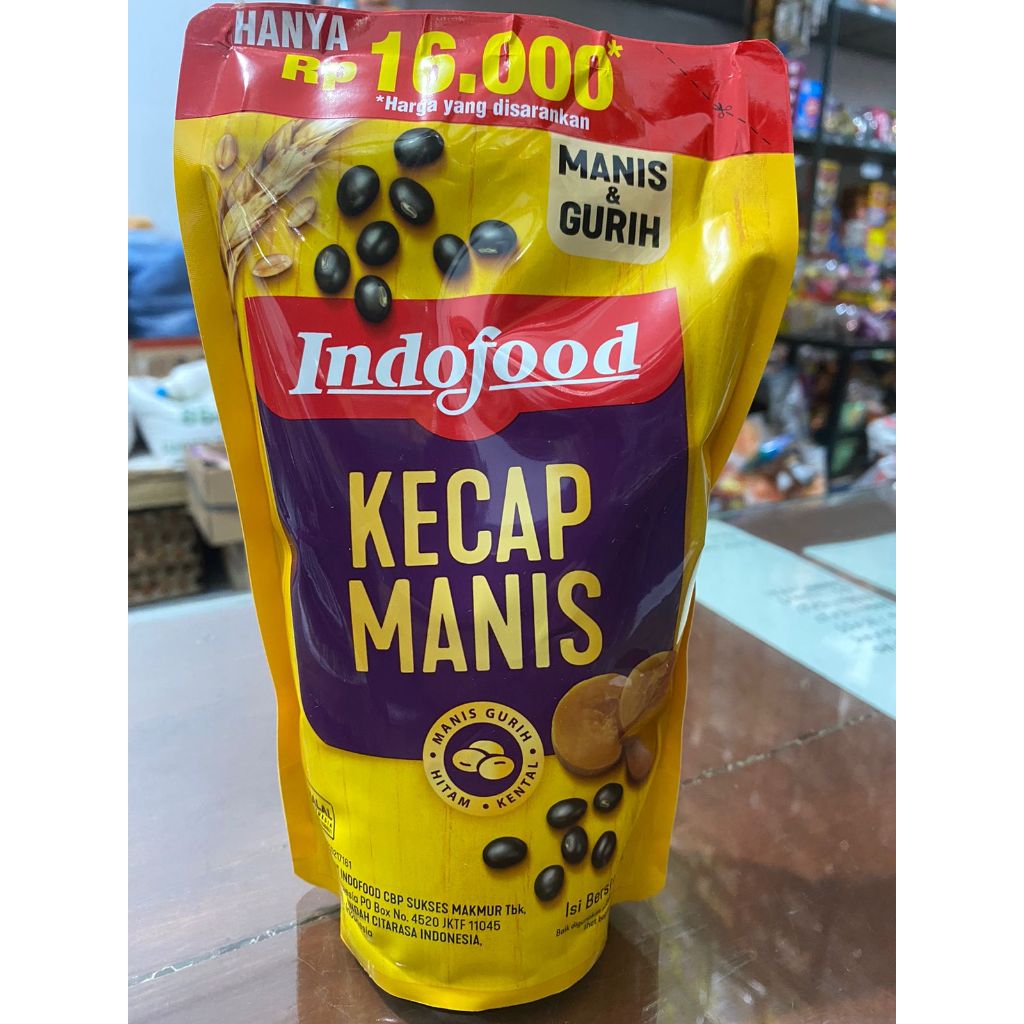 HANYA
Rp 16.000*
*Harga yang disarankan
MANIS
&
GURIH
Indofood
KECAP
MANIS
MANIS GURIH • KENTAL • HITAM •
INDOFOOD CBP SUKSES MAKMUR Tbk,
PO Box No. 4520 JKTF 11045
CITARASA INDONESIA,
Isi